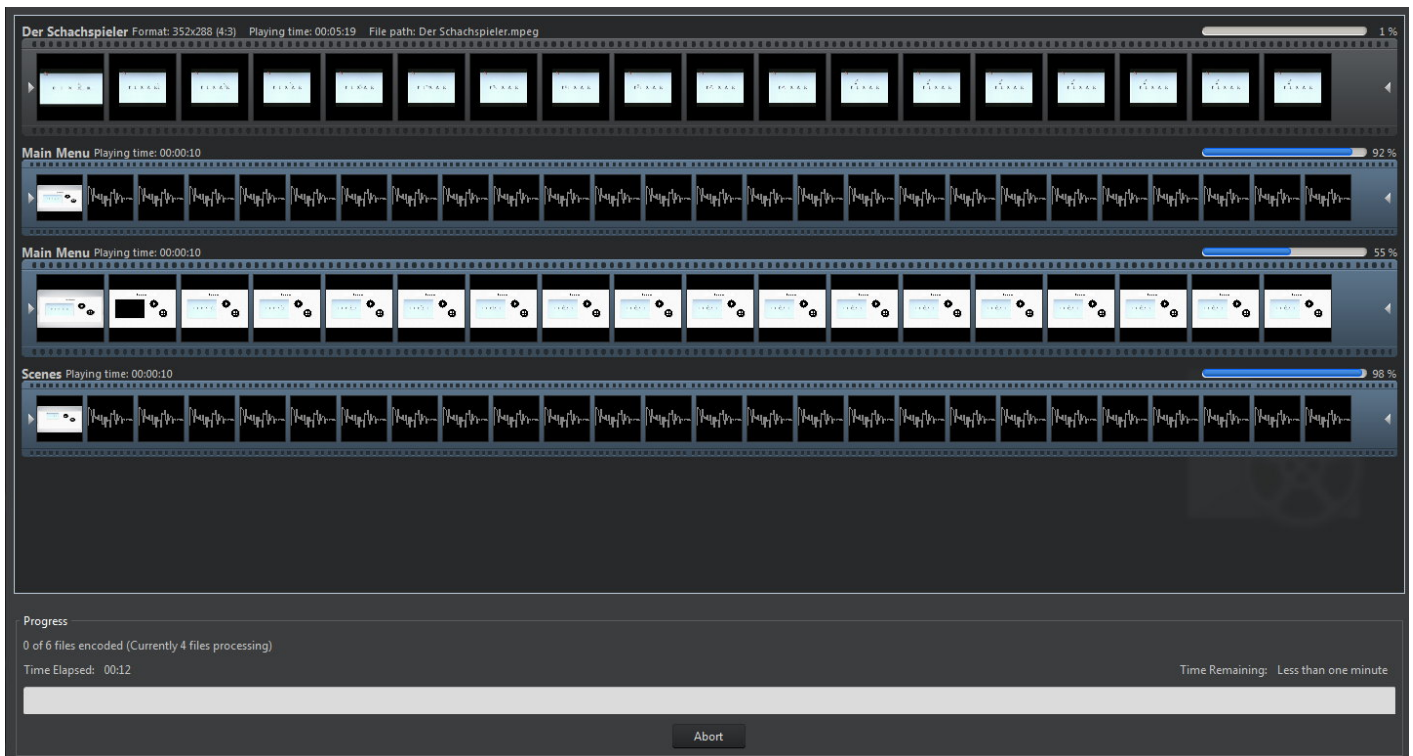 Der Schachspieler Format: 352x288 (4:3) Playing time: 00:05:19 File path: Der Schachspieler.mpeg 1 %
Main Menu Playing time: 00:00:10 92 %
Main Menu Playing time: 00:00:10 55 %
Scenes Playing time: 00:00:10 98 %
Progress
0 of 6 files encoded (Currently 4 files processing)
Time Elapsed: 00:12 Time Remaining: Less than one minute
Abort